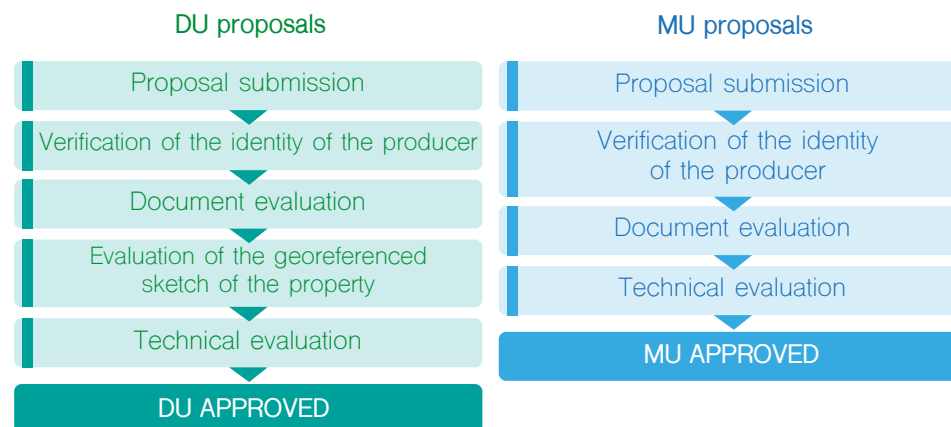 DU proposals
Proposal submission
Verification of the identity of the producer
Document evaluation
Evaluation of the georeferenced
sketch of the property
Technical evaluation
DU APPROVED
MU proposals
Proposal submission
Verification of the identity
of the producer
Document evaluation
Technical evaluation
MU APPROVED